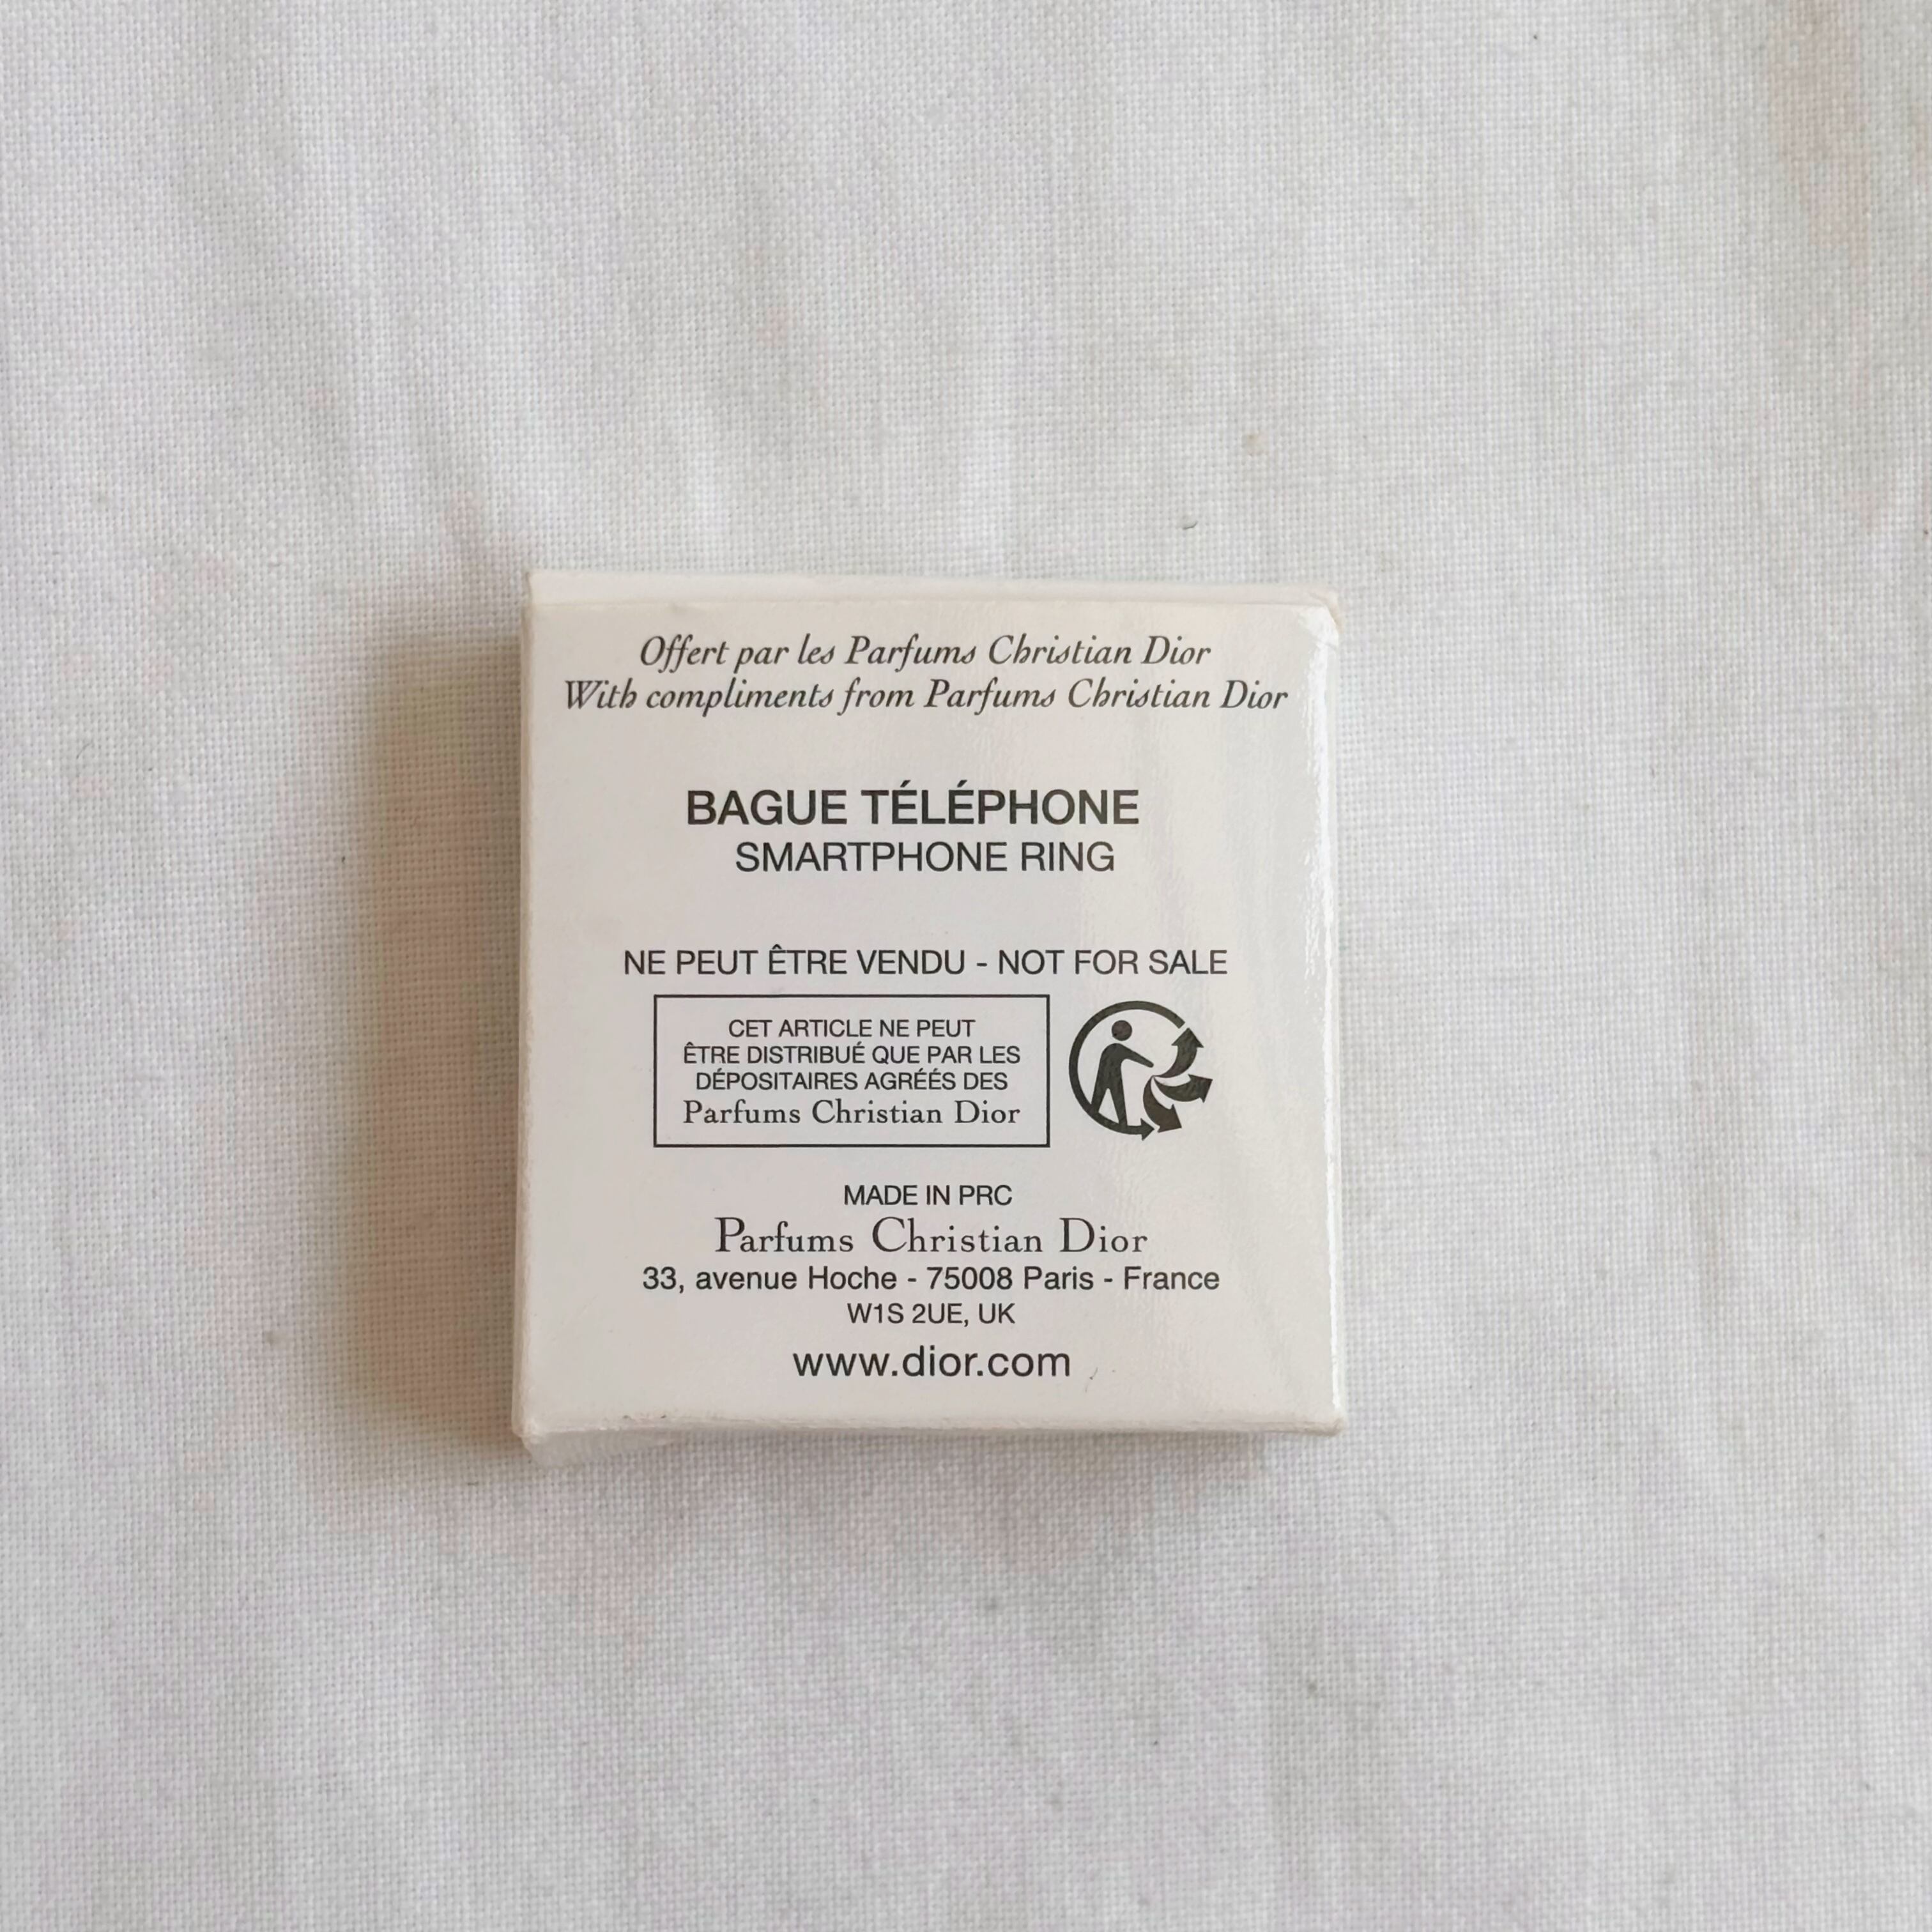 Offert par les Parfums Christian Dior
With compliments from Parfums Christian Dior
BAGUE TÉLÉPHONE
SMARTPHONE RING
NE PEUT ÊTRE VENDU - NOT FOR SALE
CET ARTICLE NE PEUT
ÊTRE DISTRIBUÉ QUE PAR LES
DÉPOSITAIRES AGRÉÉS DES
Parfums Christian Dior
MADE IN PRC
Parfums Christian Dior
33, avenue Hoche - 75008 Paris - France
W1S 2UE, UK
www.dior.com